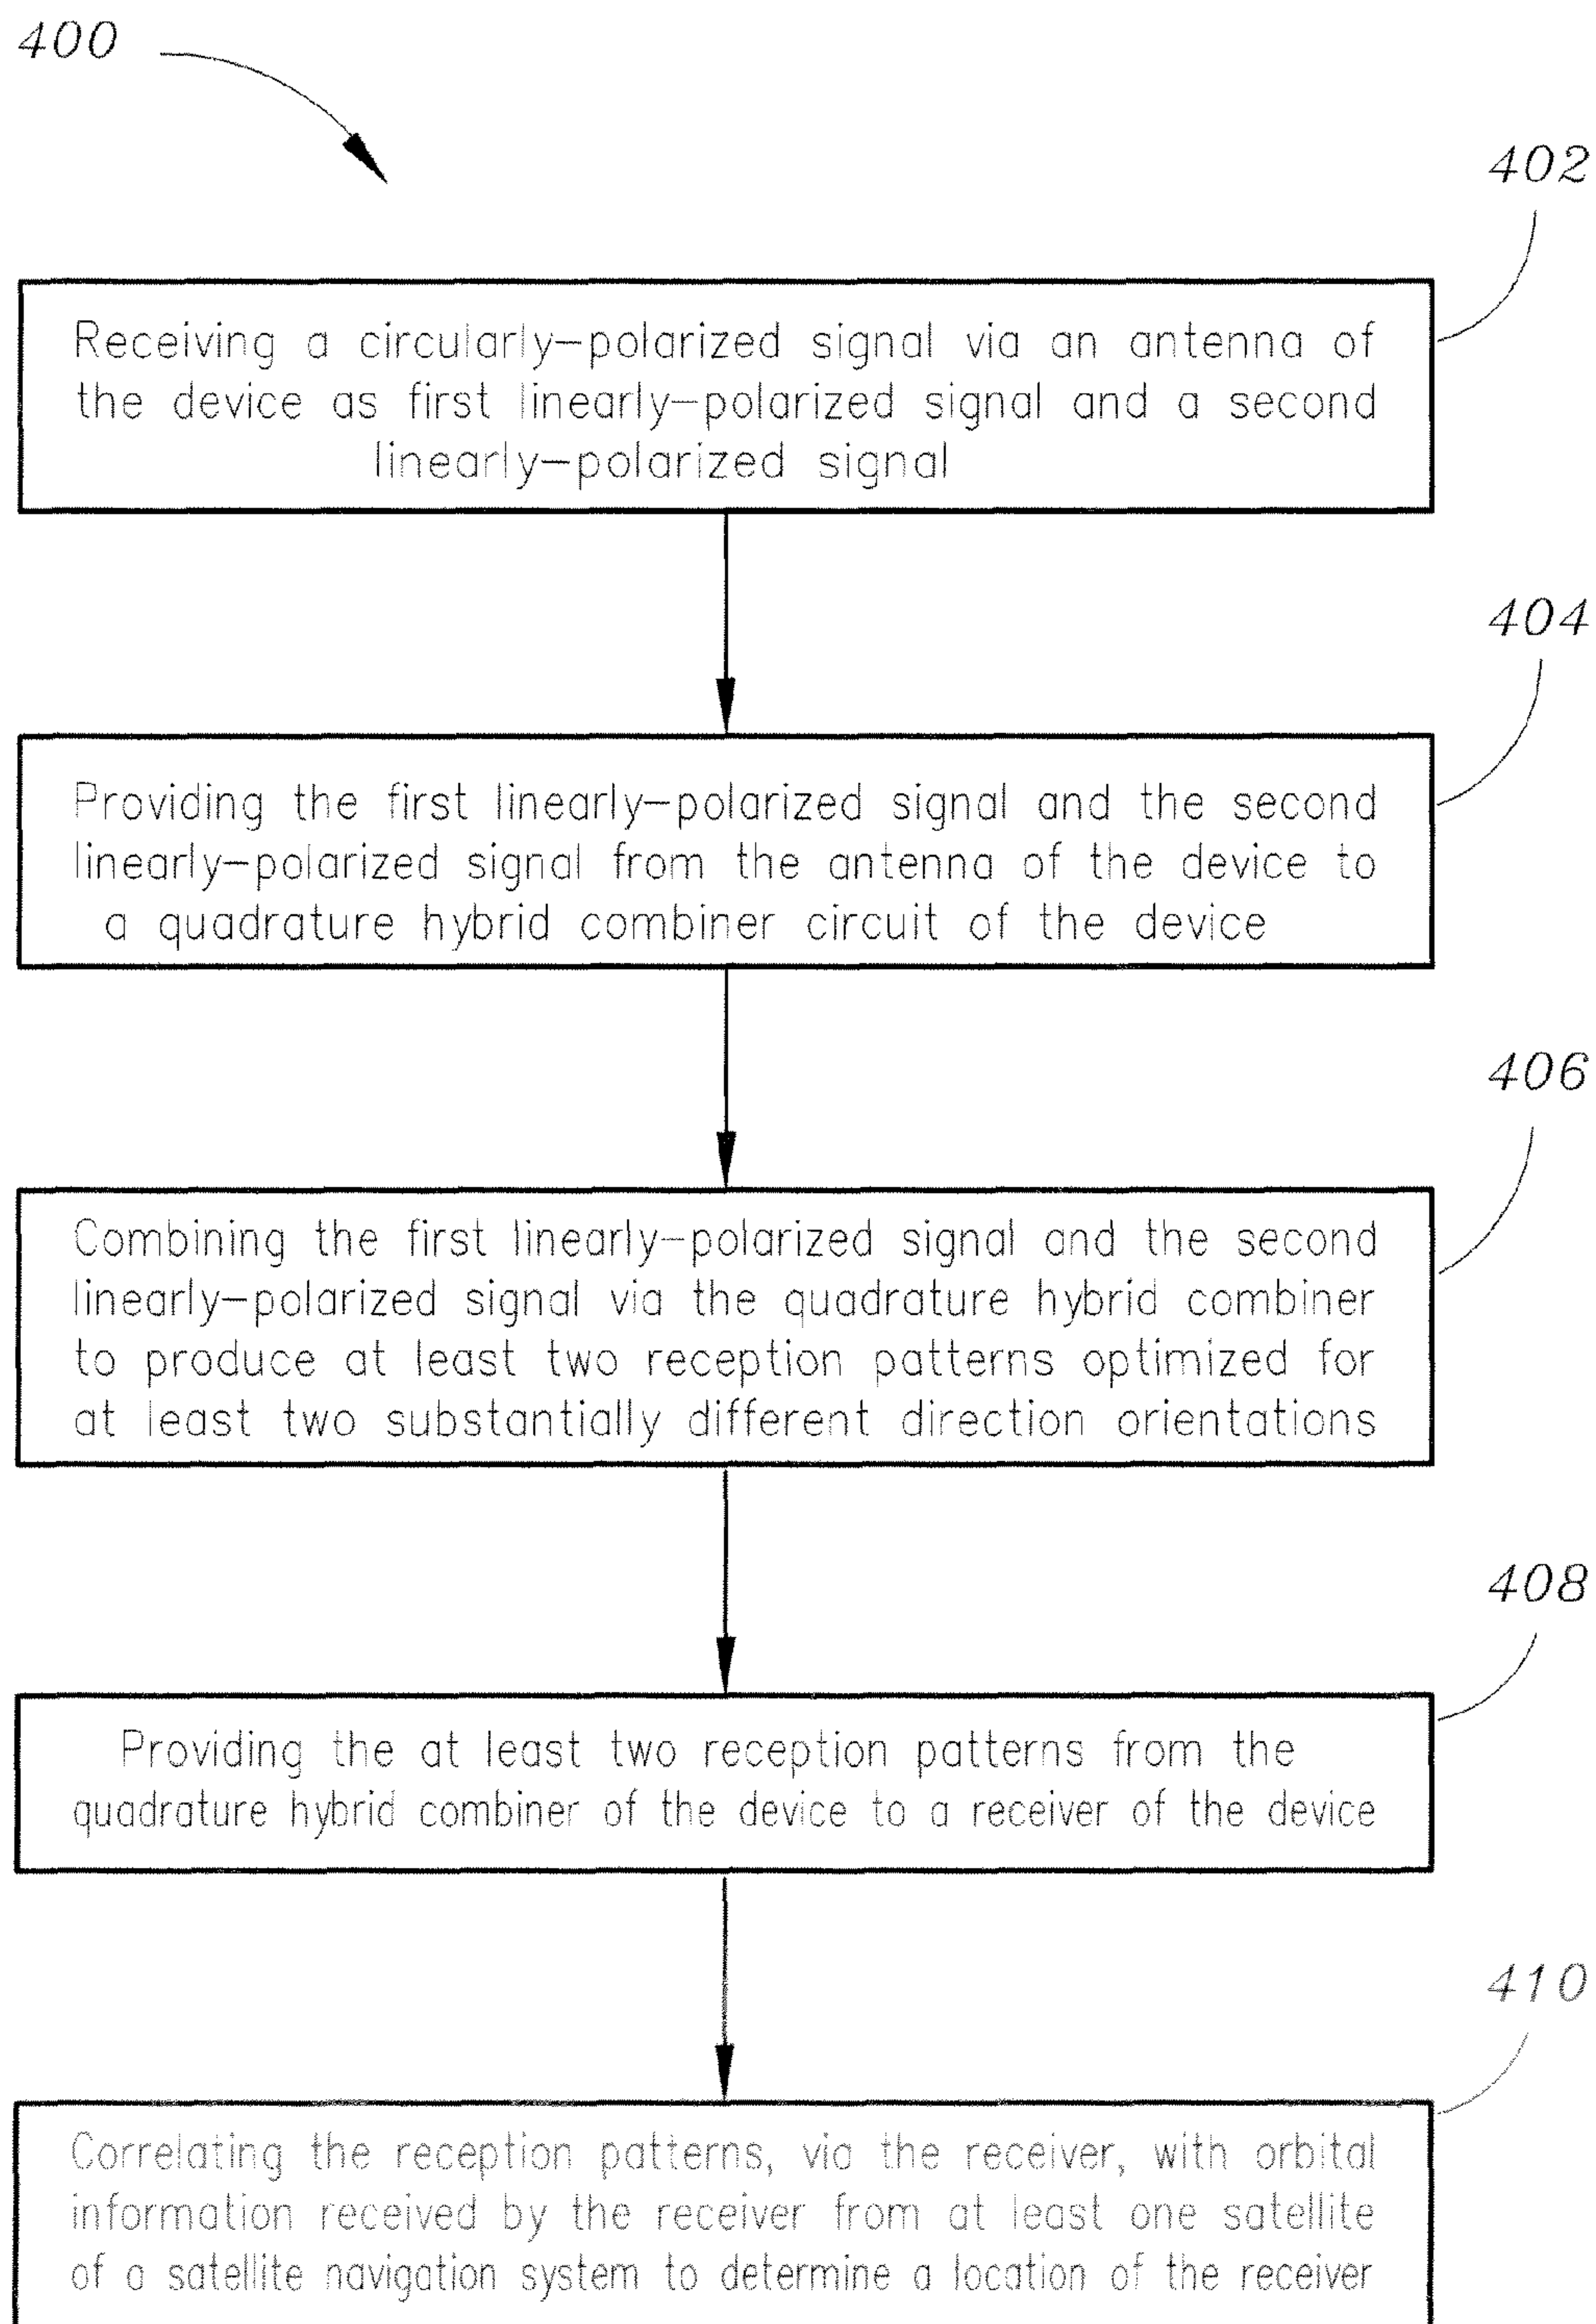 400
402
Receiving a circularly-polarized signal via an antenna of
the device as first linearly-polarized signal and a second
linearly-polarized signal
404
Providing the first linearly-polarized signal and the second
linearly-polarized signal from the antenna of the device to
a quadrature hybrid combiner circuit of the device
406
Combining the first linearly-polarized signal and the second
linearly-polarized signal via the quadrature hybrid combiner
to produce at least two reception patterns optimized for
at least two substantially different direction orientations
408
Providing the at least two reception patterns from the
quadrature hybrid combiner of the device to a receiver of the device
410
Correlating the reception patterns, via the receiver, with orbital
information received by the receiver from at least one satellite
of a satellite navigation system to determine a location of the receiver